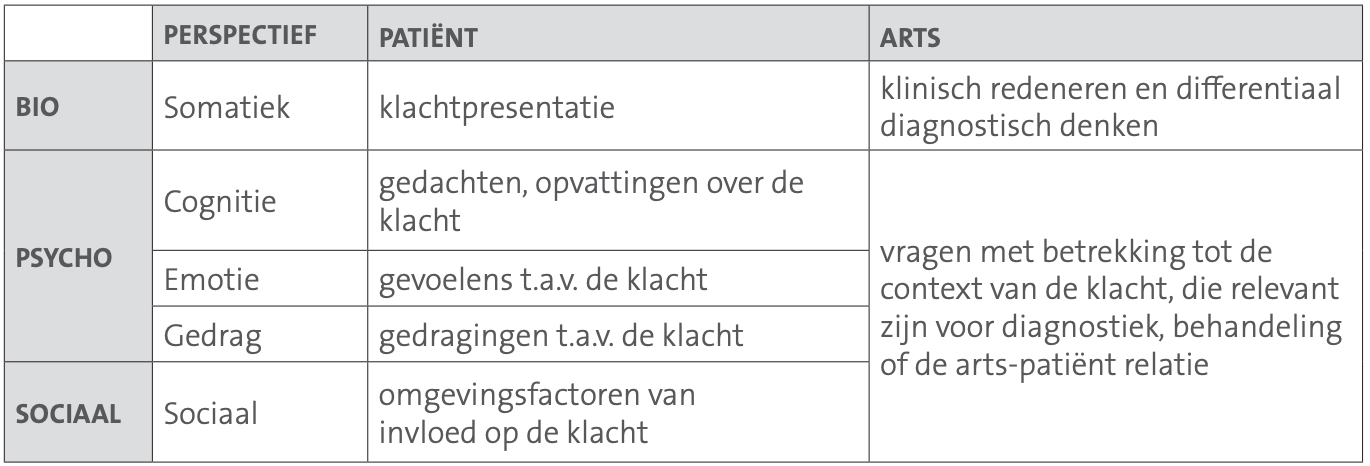 PERSPECTIEF PATIËNT ARTS
BIO Somatiek klachtpresentatie klinisch redeneren en differentiaal
diagnostisch denken
PSYCHO Cognitie gedachten, opvattingen over de
klacht
Emotie gevoelens t.a.v. de klacht
Gedrag gedragingen t.a.v. de klacht
vragen met betrekking tot de
context van de klacht, die relevant
zijn voor diagnostiek, behandeling
of de arts-patiënt relatie
SOCIAAL Sociaal omgevingsfactoren van
invloed op de klacht